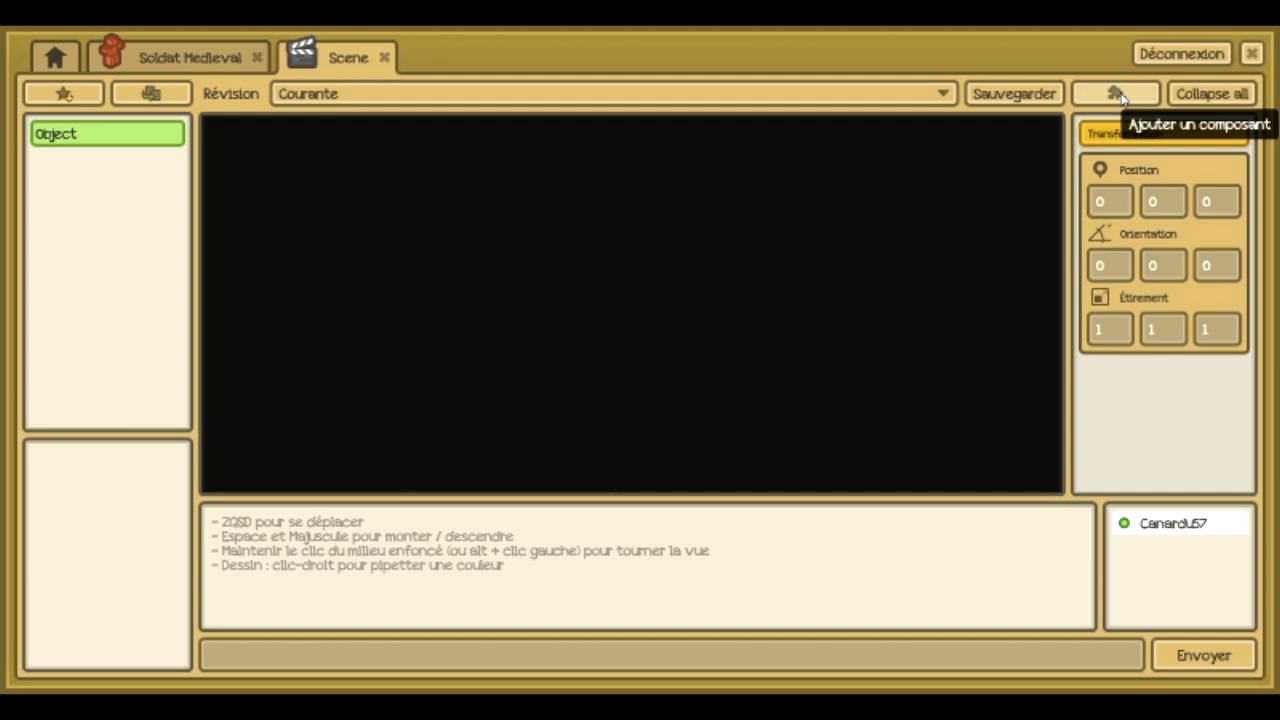 Soldat Medieval
Scene
Déconnexion
Révision
Courante
Sauvegarder
Collapse all
Ajouter un composant
Object
Position
0 0 0
Orientation
0 0 0
Étirement
1 1 1
- ZQSD pour se déplacer
- Espace et Majuscule pour monter / descendre
- Maintenir le clic du milieu enfoncé (ou alt + clic gauche) pour tourner la vue
- Dessin : clic-droit pour pipetter une couleur
Canardu57
Envoyer